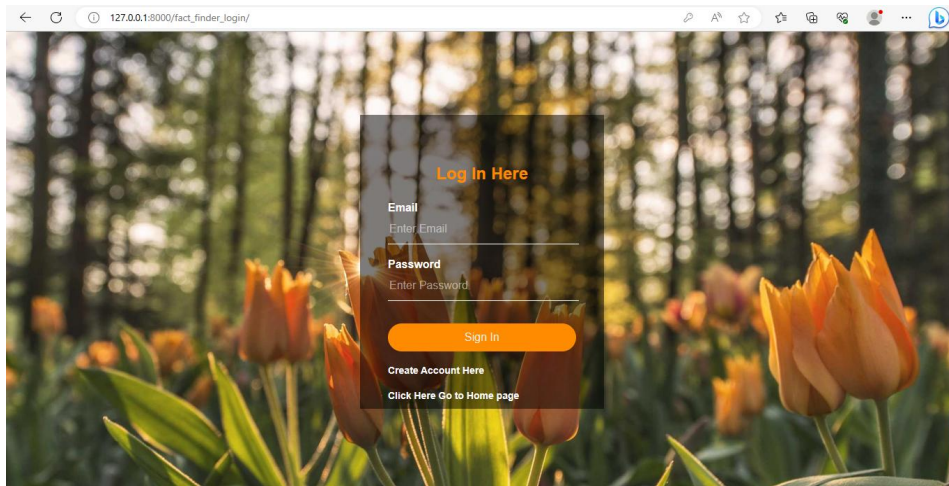 127.0.0.1:8000/fact_finder_login/
Log In Here
Email
Enter Email
Password
Enter Password
Sign In
Create Account Here
Click Here Go to Home page